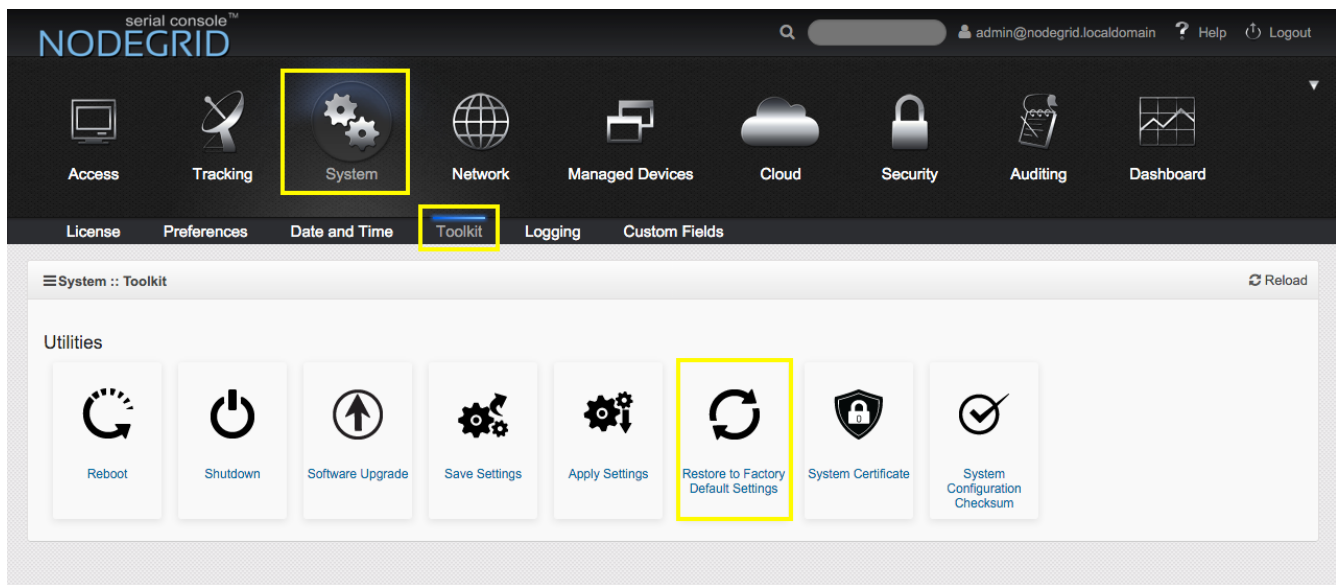 serial console™
NODEGRID
admin@nodegrid.localdomain ? Help Logout
Access Tracking System Network Managed Devices Cloud Security Auditing Dashboard
License Preferences Date and Time Toolkit Logging Custom Fields
System :: Toolkit Reload
Utilities
Reboot
Shutdown
Software Upgrade
Save Settings
Apply Settings
Restore to Factory
Default Settings
System Certificate
System
Configuration
Checksum